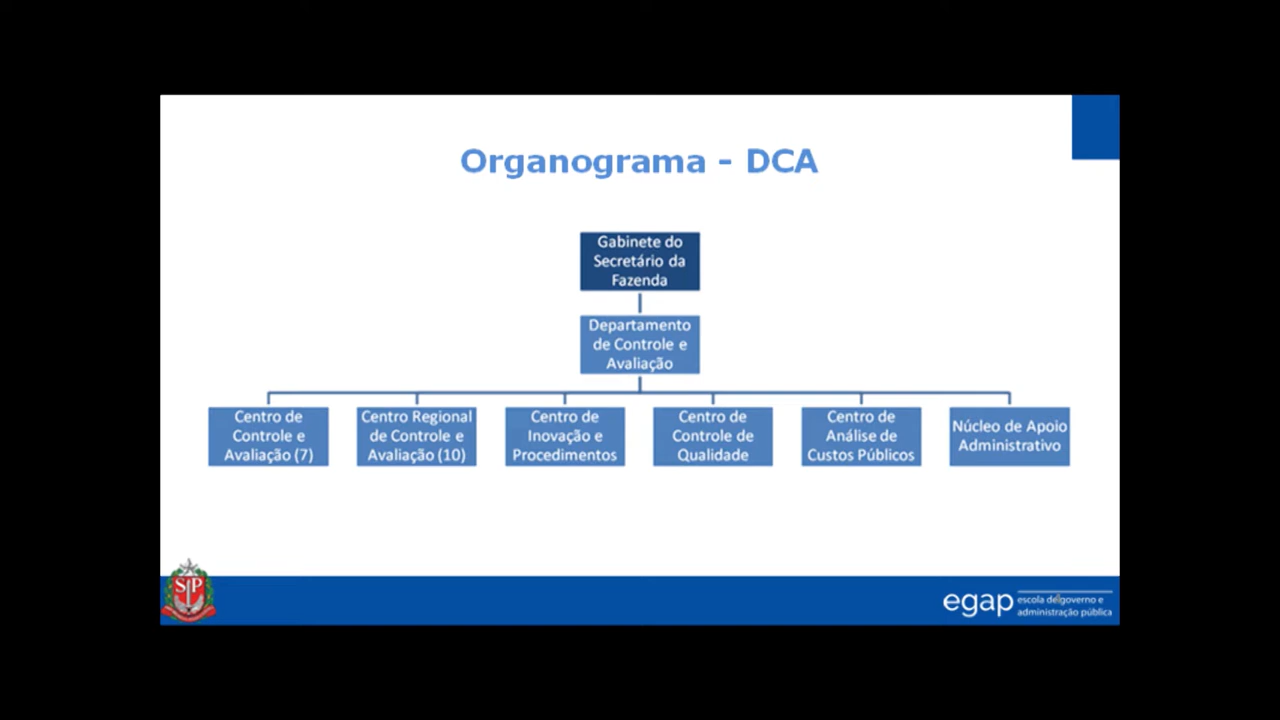 Organograma - DCA
Gabinete do
Secretário da
Fazenda
Departamento
de Controle e
Avaliação
Centro de
Controle e
Avaliação (7)
Centro Regional
de Controle e
Avaliação (10)
Centro de
Inovação e
Procedimentos
Centro de
Controle de
Qualidade
Centro de
Análise de
Custos Públicos
Núcleo de Apoio
Administrativo
SP
egap
escola de governo e
administração pública